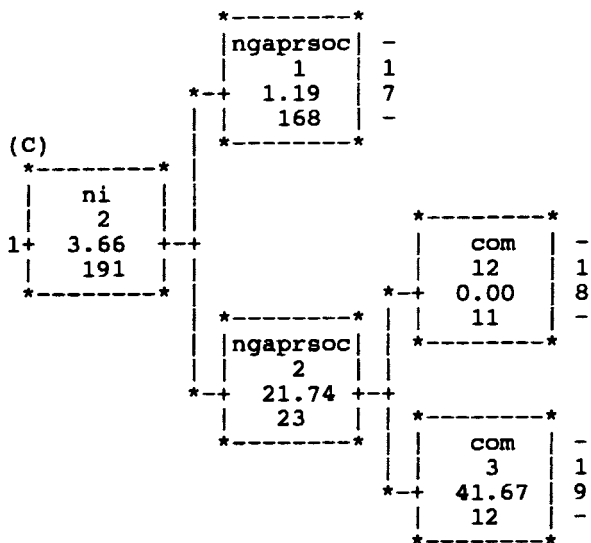 *---------*
|ngaprsoc| -
| 1 | 1
*-+ 1.19 | 7
| 168 | -
*---------*
(C)
*---------*
| ni |
| 2 |
1+ 3.66 +-+
| 191 |
*---------*
*---------*
| com | -
| 12 | 1
*-+ 0.00 | 8
| 11 | -
*---------*
*---------*
|ngaprsoc|
| 2 |
*-+ 21.74 +-+
| 23 |
*---------*
*---------*
| com | -
| 3 | 1
*-+ 41.67 | 9
| 12 | -
*---------*